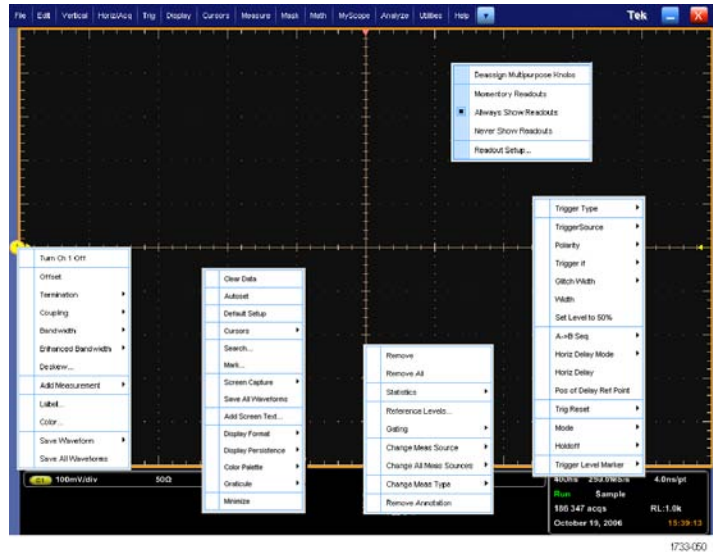 File Edit Vertical Horiz/Acq Trig Display Cursors Measure Mask Math MyScope Analyze Utilities Help Tek
Deassign Multipurpose Knobs
Momentary Readouts
Always Show Readouts
Never Show Readouts
Readout Setup...
Trigger Type
TriggerSource
Polarity
Trigger if
Glitch Width
Width
Set Level to 50%
A->B Seq
Horiz Delay Mode
Horiz Delay
Pos of Delay Ref Point
Trig Reset
Mode
Holdoff
Trigger Level Marker
Turn Ch 1 Off
Offset
Termination
Coupling
Bandwidth
Enhanced Bandwidth
Deskew...
Add Measurement
Label...
Color...
Save Waveform
Save All Waveforms
Clear Data
Autoset
Default Setup
Cursors
Search...
Mark...
Screen Capture
Save All Waveforms
Add Screen Text...
Display Format
Display Persistence
Color Palette
Graticule
Minimize
Remove
Remove All
Statistics
Reference Levels...
Gating
Change Meas Source
Change All Meas Sources
Change Meas Type
Remove Annotation
C1 100mV/div 50Ω
400ns 250.0MS/s 4.0ns/pt
Run Sample
186 347 acqs RL:1.0k
October 19, 2006 15:39:13
1733-050